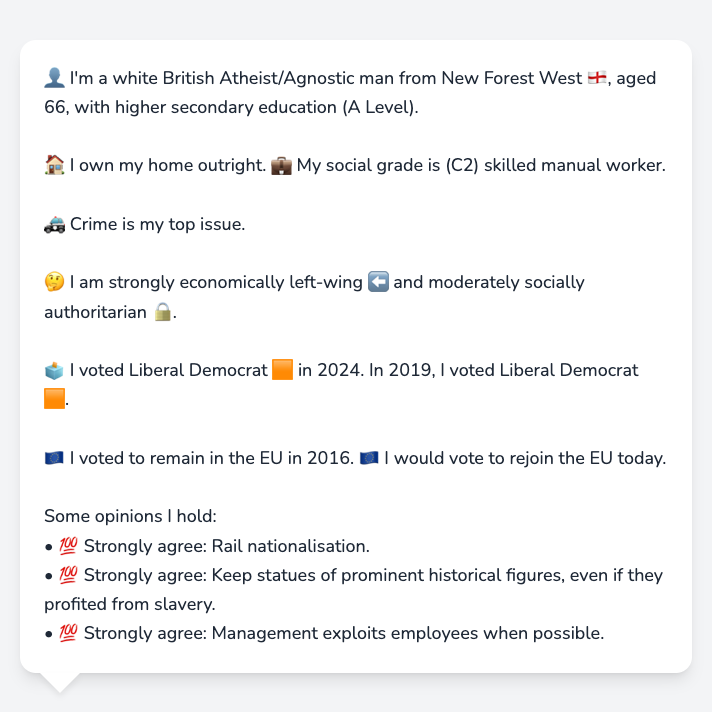 👤 I'm a white British Atheist/Agnostic man from New Forest West 🏴󠁧󠁢󠁥󠁮󠁧󠁿, aged
66, with higher secondary education (A Level).
🏠 I own my home outright. 💼 My social grade is (C2) skilled manual worker.
🚓 Crime is my top issue.
🤔 I am strongly economically left-wing ⬅️ and moderately socially
authoritarian 🔒.
🗳️ I voted Liberal Democrat 🟧 in 2024. In 2019, I voted Liberal Democrat
🟧.
🇪🇺 I voted to remain in the EU in 2016. 🇪🇺 I would vote to rejoin the EU today.
Some opinions I hold:
• 💯 Strongly agree: Rail nationalisation.
• 💯 Strongly agree: Keep statues of prominent historical figures, even if they
profited from slavery.
• 💯 Strongly agree: Management exploits employees when possible.